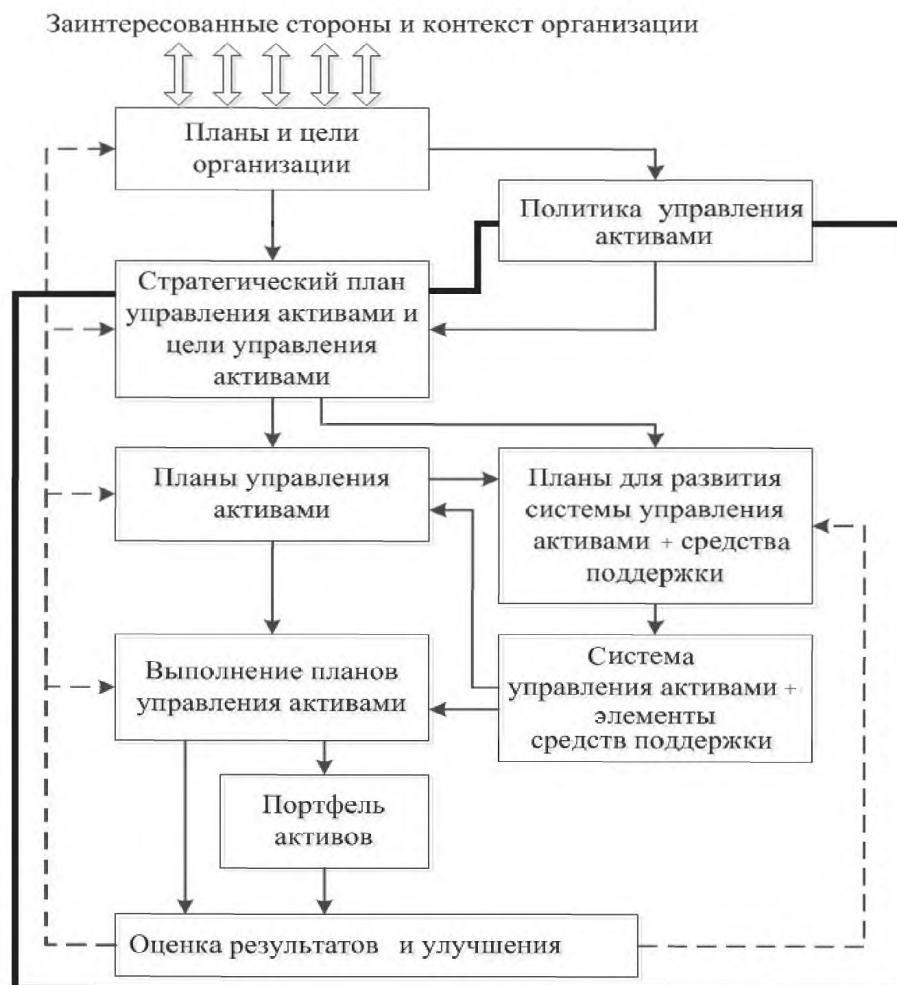 Заинтересованные стороны и контекст организации
Планы и цели
организации
Политика управления
активами
Стратегический план
управления активами и
цели управления
активами
Планы управления
активами
Планы для развития
системы управления
активами + средства
поддержки
Выполнение планов
управления активами
Система
управления активами +
элементы
средств поддержки
Портфель
активов
Оценка результатов и улучшения